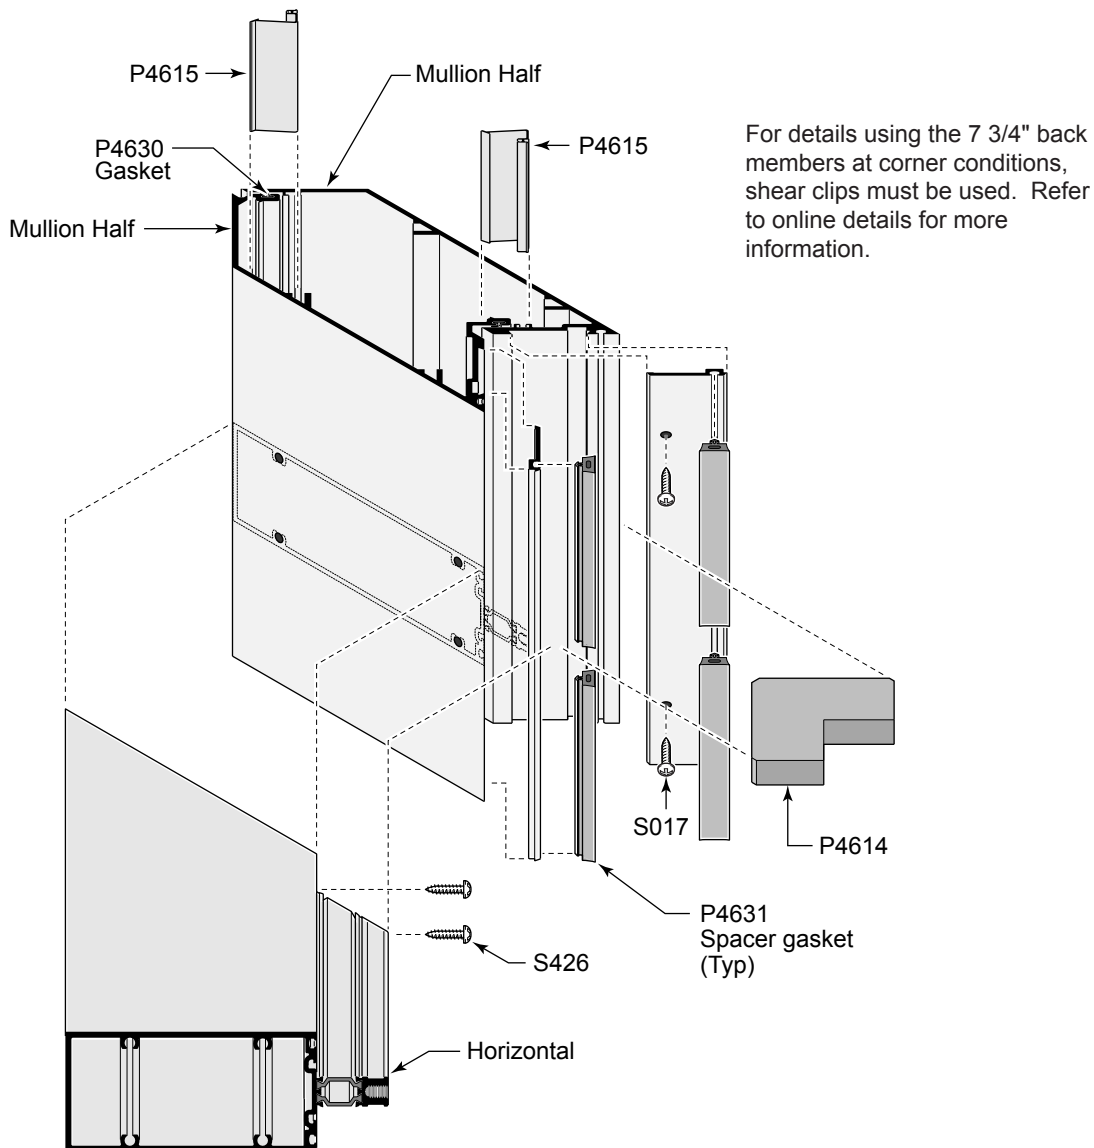 P4615
Mullion Half
P4615
P4630
Gasket
Mullion Half
For details using the 7 3/4" back
members at corner conditions,
shear clips must be used.  Refer
to online details for more
information.
S017
P4614
P4631
Spacer gasket
(Typ)
S426
Horizontal